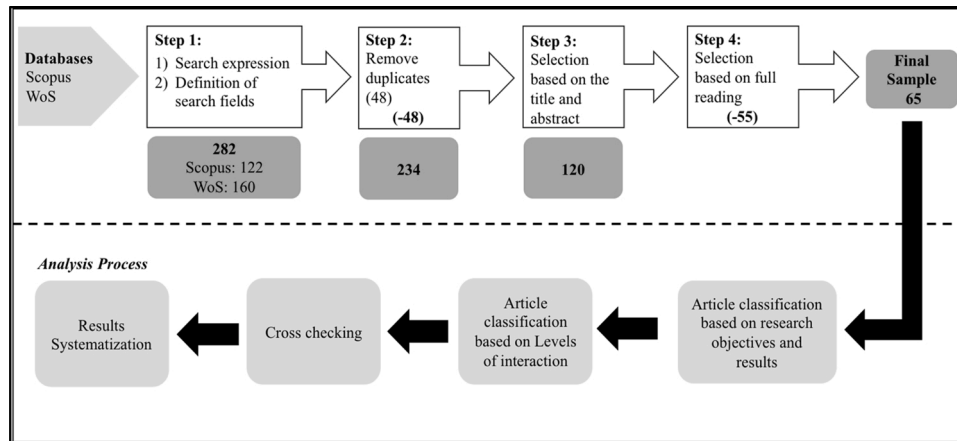 Databases
Scopus
WoS
Step 1:
1) Search expression
2) Definition of
search fields
282
Scopus: 122
WoS: 160
Step 2:
Remove
duplicates
(48)
(-48)
234
Step 3:
Selection
based on the
title and
abstract
120
Step 4:
Selection
based on full
reading
(-55)
Final
Sample
65
Analysis Process
Article classification
based on research
objectives and
results
Article
classification
based on Levels
of interaction
Cross checking
Results
Systematization